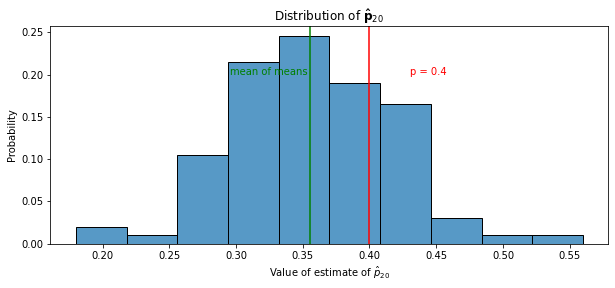 Distribution of p̂₂₀
0.25
0.20
0.15
0.10
0.05
0.00
Probability
mean of means
p = 0.4
0.20 0.25 0.30 0.35 0.40 0.45 0.50 0.55
Value of estimate of p̂₂₀